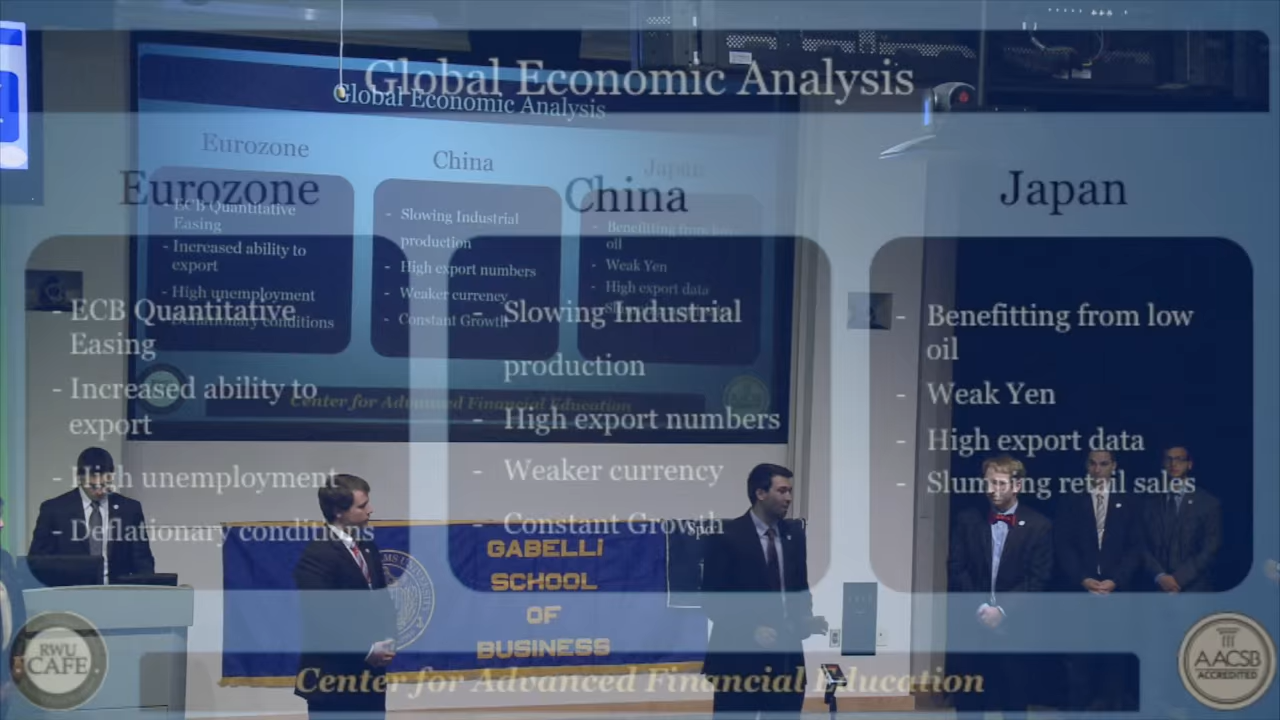 Global Economic Analysis
Eurozone
China
Japan
- ECB Quantitative
Easing
- Increased ability to
export
- High unemployment
- Deflationary conditions
- Slowing Industrial
production
- High export numbers
- Weaker currency
- Constant Growth
- Benefitting from low
oil
- Weak Yen
- High export data
- Slumping retail sales
Center for Advanced Financial Education
RWU
CAFE
AACSB
ACCREDITED
Global Economic Analysis
Eurozone
China
Japan
- ECB Quantitative
Easing
- Increased ability to
export
- High unemployment
- Deflationary conditions
- Slowing Industrial
production
- High export numbers
- Weaker currency
- Constant Growth
- Benefitting from low
oil
- Weak Yen
- High export data
Center for Advanced Financial Education
GABELLI
SCHOOL
OF
BUSINESS